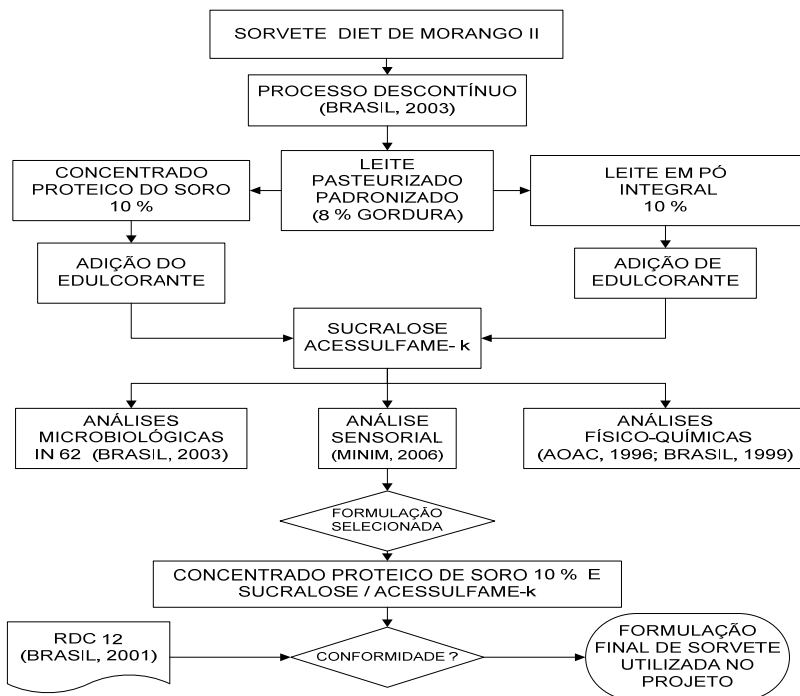 SORVETE DIET DE MORANGO II
PROCESSO DESCONTÍNUO
(BRASIL, 2003)
CONCENTRADO
PROTEICO DO SORO
10 %
LEITE
PASTEURIZADO
PADRONIZADO
(8 % GORDURA)
LEITE EM PÓ
INTEGRAL
10 %
ADIÇÃO DO
EDULCORANTE
ADIÇÃO DE
EDULCORANTE
SUCRALOSE
ACESSULFAME- k
ANÁLISES
MICROBIOLÓGICAS
IN 62 (BRASIL, 2003)
ANÁLISE
SENSORIAL
(MINIM, 2006)
ANÁLISES
FÍSICO-QUÍMICAS
(AOAC, 1996; BRASIL, 1999)
FORMULAÇÃO
SELECIONADA
CONCENTRADO PROTEICO DE SORO 10 % E
SUCRALOSE / ACESSULFAME-k
RDC 12
(BRASIL, 2001)
CONFORMIDADE ?
FORMULAÇÃO
FINAL DE SORVETE
UTILIZADA NO
PROJETO